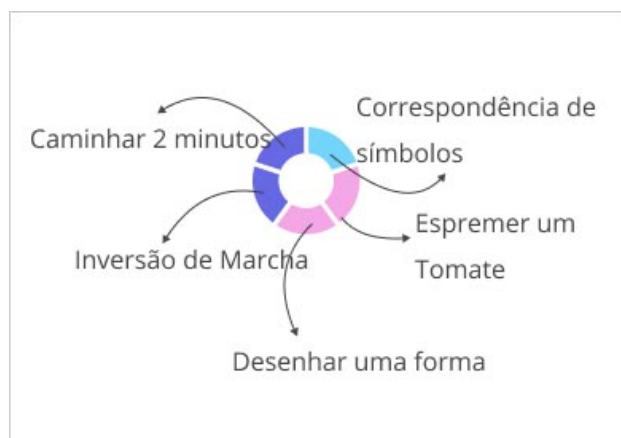 Correspondência de
símbolos
Caminhar 2 minutos
Espremer um
Tomate
Inversão de Marcha
Desenhar uma forma